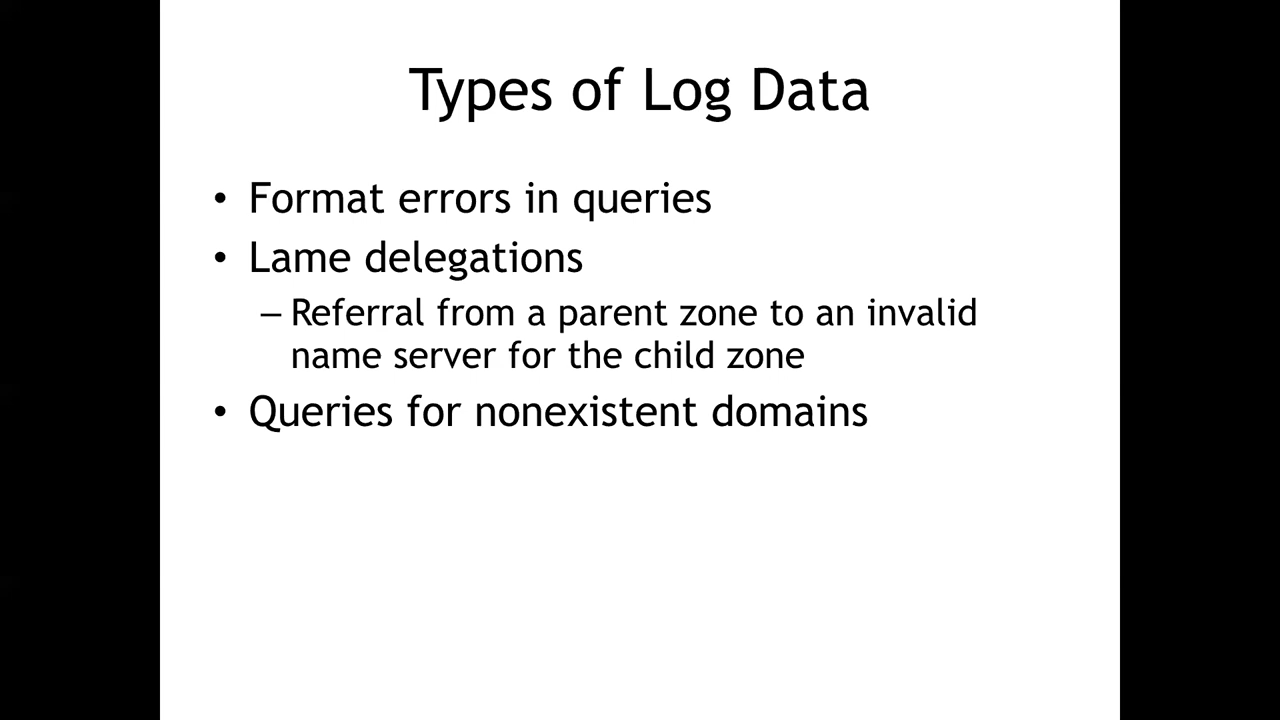 Types of Log Data
• Format errors in queries
• Lame delegations
– Referral from a parent zone to an invalid
name server for the child zone
• Queries for nonexistent domains